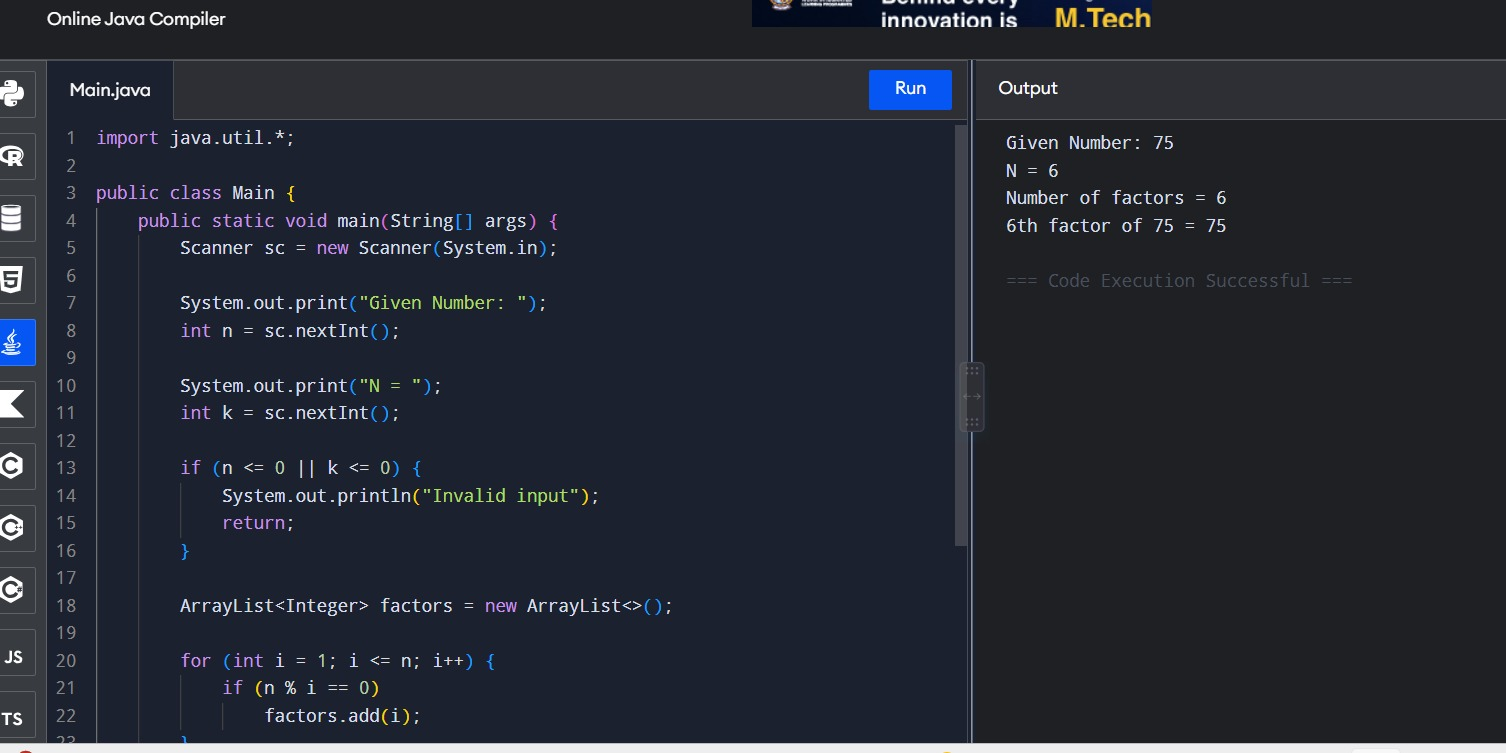 Online Java Compiler
innovation is
M.Tech
Main.java
Run
Output
1 import java.util.*;
2
3 public class Main {
4 public static void main(String[] args) {
5 Scanner sc = new Scanner(System.in);
6
7 System.out.print("Given Number: ");
8 int n = sc.nextInt();
9
10 System.out.print("N = ");
11 int k = sc.nextInt();
12
13 if (n <= 0 || k <= 0) {
14 System.out.println("Invalid input");
15 return;
16 }
17
18 ArrayList<Integer> factors = new ArrayList<>();
19
20 for (int i = 1; i <= n; i++) {
21 if (n % i == 0)
22 factors.add(i);
23 }
Given Number: 75
N = 6
Number of factors = 6
6th factor of 75 = 75
=== Code Execution Successful ===
JS
TS